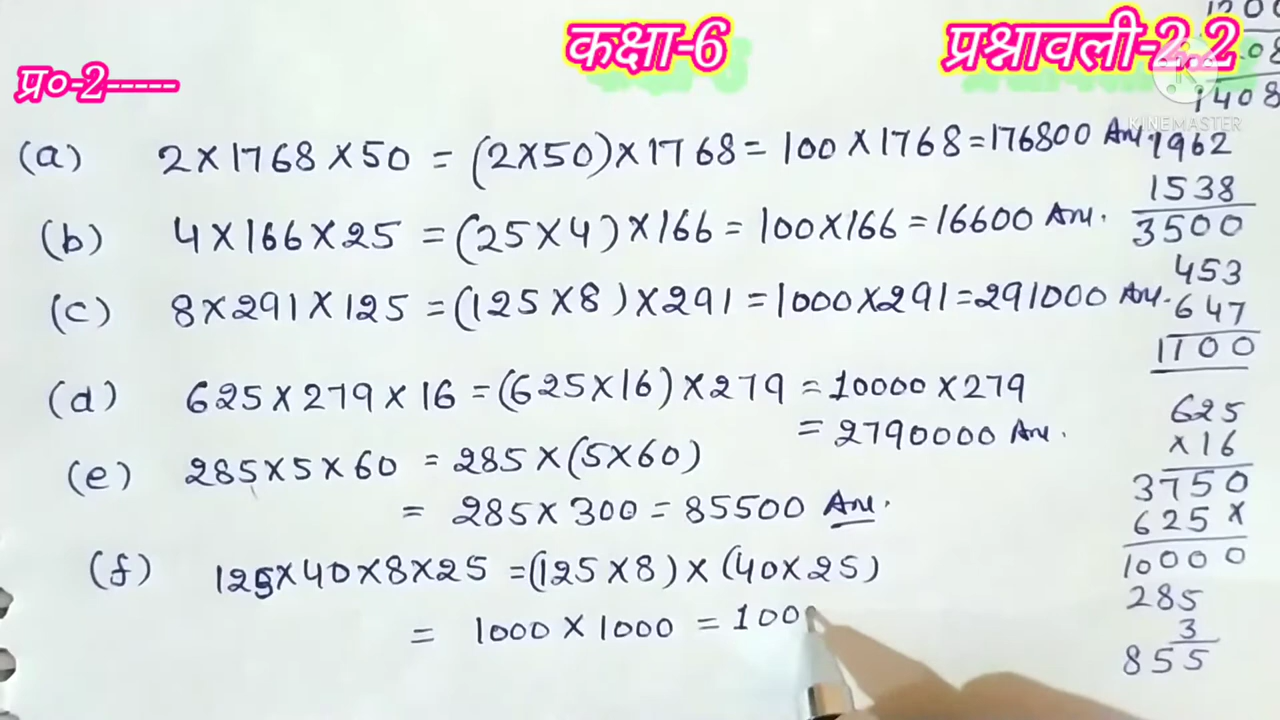 कक्षा-6
प्रश्नावली-2.2
प्र०-2-----
KINEMASTER
1408
(a) 2×1768×50 = (2×50)×1768 = 100×1768 = 176800 Ans.
(b) 4×166×25 = (25×4)×166 = 100×166 = 16600 Ans.
(c) 8×291×125 = (125×8)×291 = 1000×291 = 291000 Ans.
(d) 625×279×16 = (625×16)×279 = 10000×279
= 2790000 Ans.
(e) 285×5×60 = 285×(5×60)
= 285×300 = 85500 Ans.
(f) 125×40×8×25 = (125×8)×(40×25)
= 1000×1000 = 100
1962
1538
3500
453
647
1100
625
×16
3750
625×
10000
285
3
855